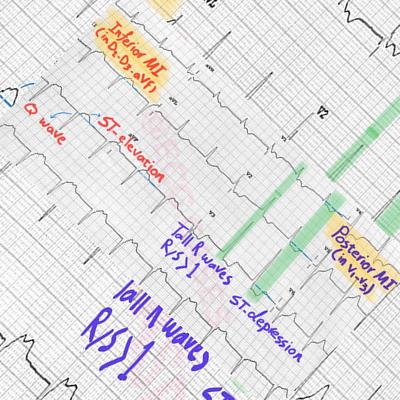 Inferior MI
(in D2-D3-aVF)
Q wave
ST-elevation
V2
Tall R waves
R/S>1
ST-depression
Posterior MI
(in V1-V3)
Tall R waves
R/S>1
ST